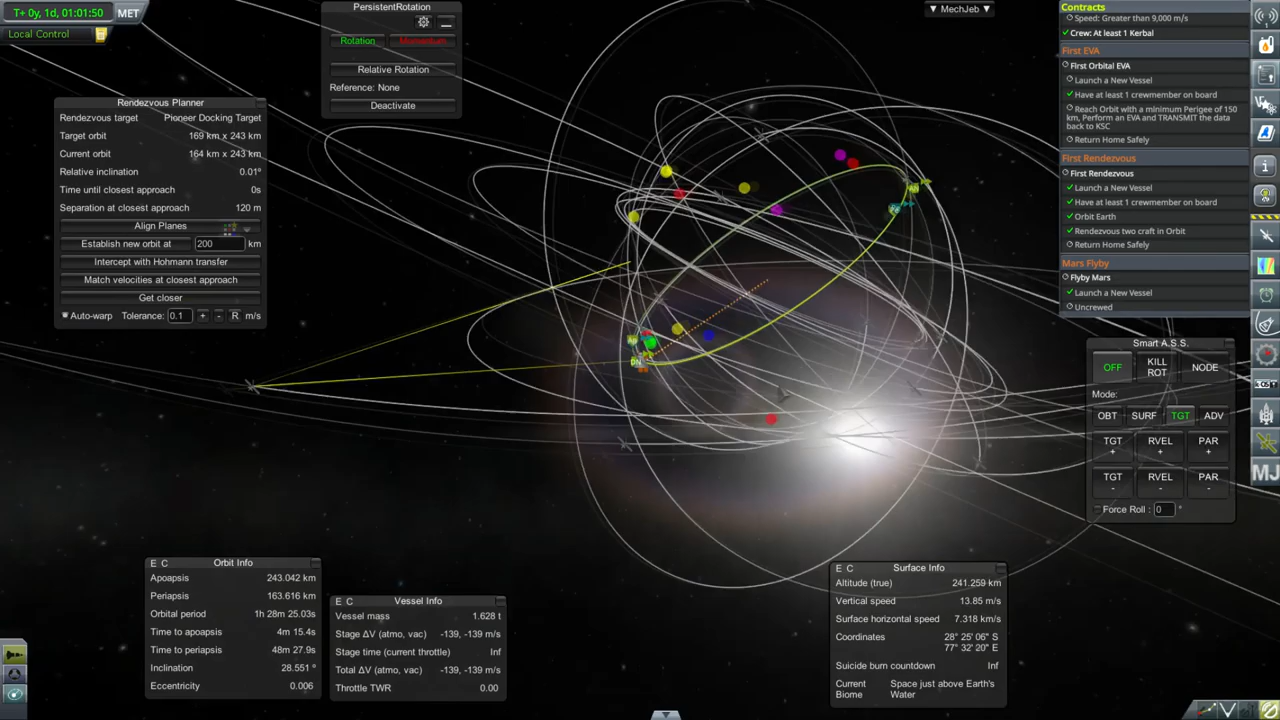 T+ 0y, 1d, 01:01:50 MET
Local Control
PersistentRotation
Rotation Momentum
Relative Rotation
Reference: None
Deactivate
▼ MechJeb ▼
Rendezvous Planner
Rendezvous target Pioneer Docking Target
Target orbit 169 km x 243 km
Current orbit 164 km x 243 km
Relative inclination 0.01º
Time until closest approach 0s
Separation at closest approach 120 m
Align Planes
Establish new orbit at 200 km
Intercept with Hohmann transfer
Match velocities at closest approach
Get closer
Auto-warp Tolerance: 0.1 + - R m/s
Contracts
Speed: Greater than 9,000 m/s
Crew: At least 1 Kerbal
First EVA
First Orbital EVA
Launch a New Vessel
Have at least 1 crewmember on board
Reach Orbit with a minimum Perigee of 150
km, Perform an EVA and TRANSMIT the data
back to KSC
Return Home Safely
First Rendezvous
First Rendezvous
Launch a New Vessel
Have at least 1 crewmember on board
Orbit Earth
Rendezvous two craft in Orbit
Return Home Safely
Mars Flyby
Flyby Mars
Launch a New Vessel
Uncrewed
AN
Pe
Ap
DN
Smart A.S.S.
OFF KILL ROT NODE
Mode:
OBT SURF TGT ADV
TGT + RVEL + PAR +
TGT - RVEL - PAR -
Force Roll : 0 °
MJ
E C Orbit Info
Apoapsis 243.042 km
Periapsis 163.616 km
Orbital period 1h 28m 25.03s
Time to apoapsis 4m 15.4s
Time to periapsis 48m 27.9s
Inclination 28.551 º
Eccentricity 0.006
E C Vessel Info
Vessel mass 1.628 t
Stage ΔV (atmo, vac) -139, -139 m/s
Stage time (current throttle) Inf
Total ΔV (atmo, vac) -139, -139 m/s
Throttle TWR 0.00
E C Surface Info
Altitude (true) 241.259 km
Vertical speed 13.85 m/s
Surface horizontal speed 7.318 km/s
Coordinates 28° 25' 06" S
77° 32' 20" E
Suicide burn countdown Inf
Current Biome Space just above Earth's Water